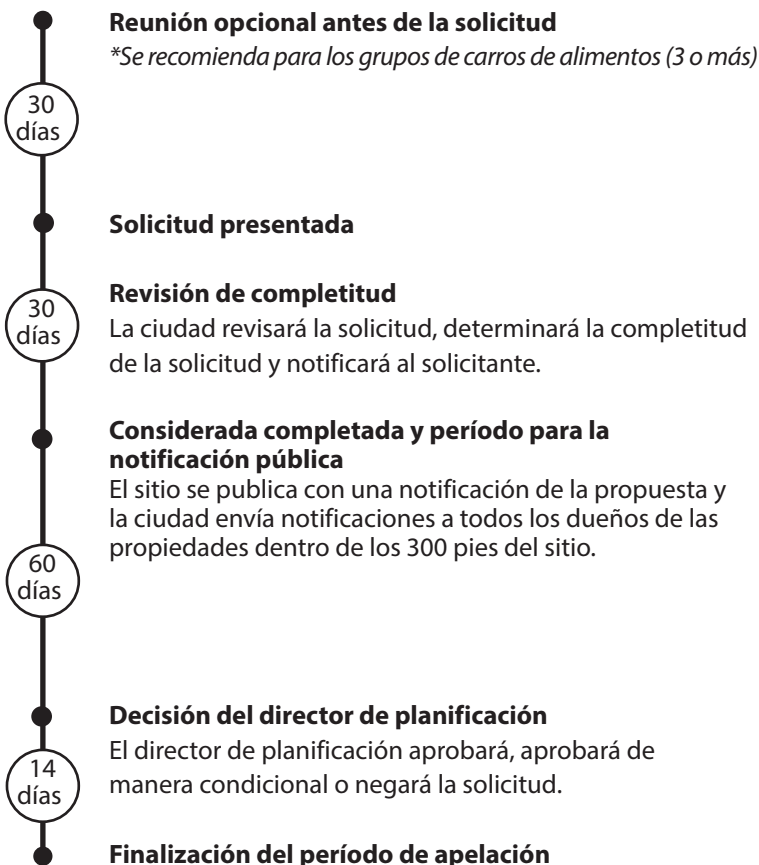 Reunión opcional antes de la solicitud
*Se recomienda para los grupos de carros de alimentos (3 o más)
30
días
Solicitud presentada
Revisión de completitud
30
días
La ciudad revisará la solicitud, determinará la completitud
de la solicitud y notificará al solicitante.
Considerada completada y período para la
notificación pública
El sitio se publica con una notificación de la propuesta y
la ciudad envía notificaciones a todos los dueños de las
propiedades dentro de los 300 pies del sitio.
60
días
Decisión del director de planificación
El director de planificación aprobará, aprobará de
manera condicional o negará la solicitud.
14
días
Finalización del período de apelación